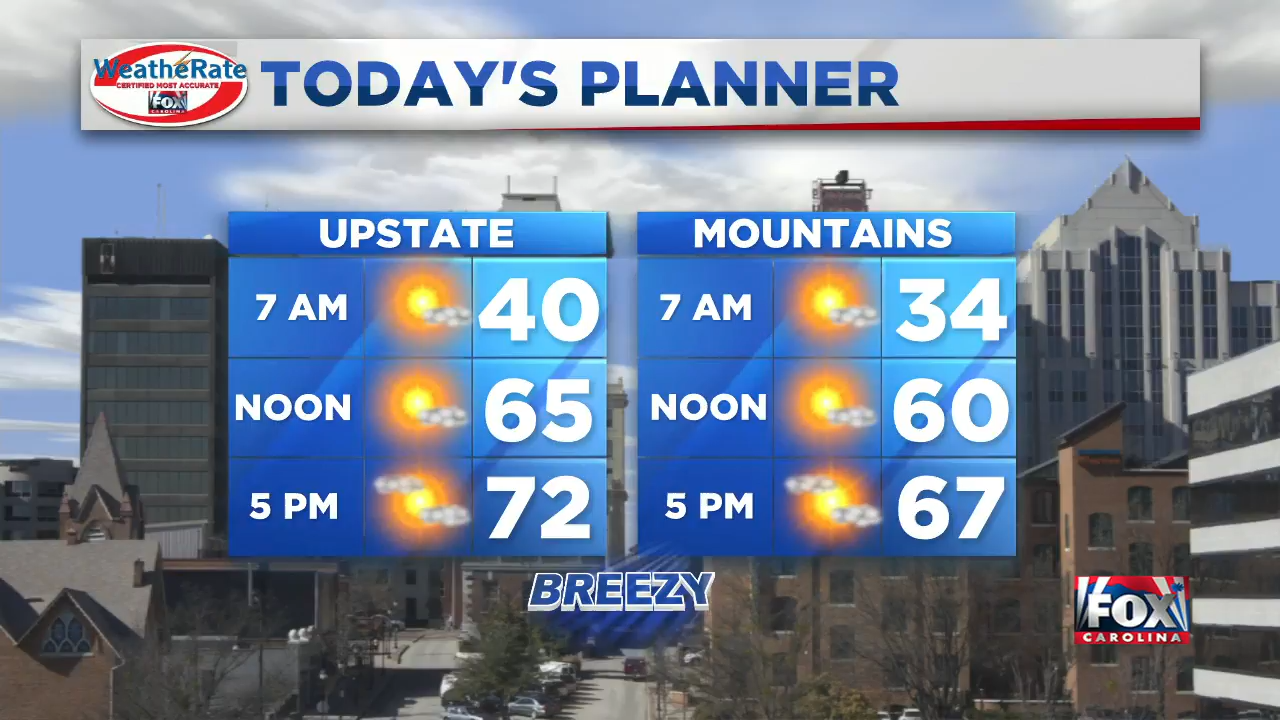 WeatheRate
CERTIFIED MOST ACCURATE
FOX
CAROLINA
TODAY'S PLANNER
UPSTATE
7 AM 40
NOON 65
5 PM 72
MOUNTAINS
7 AM 34
NOON 60
5 PM 67
BREEZY
FOX
CAROLINA